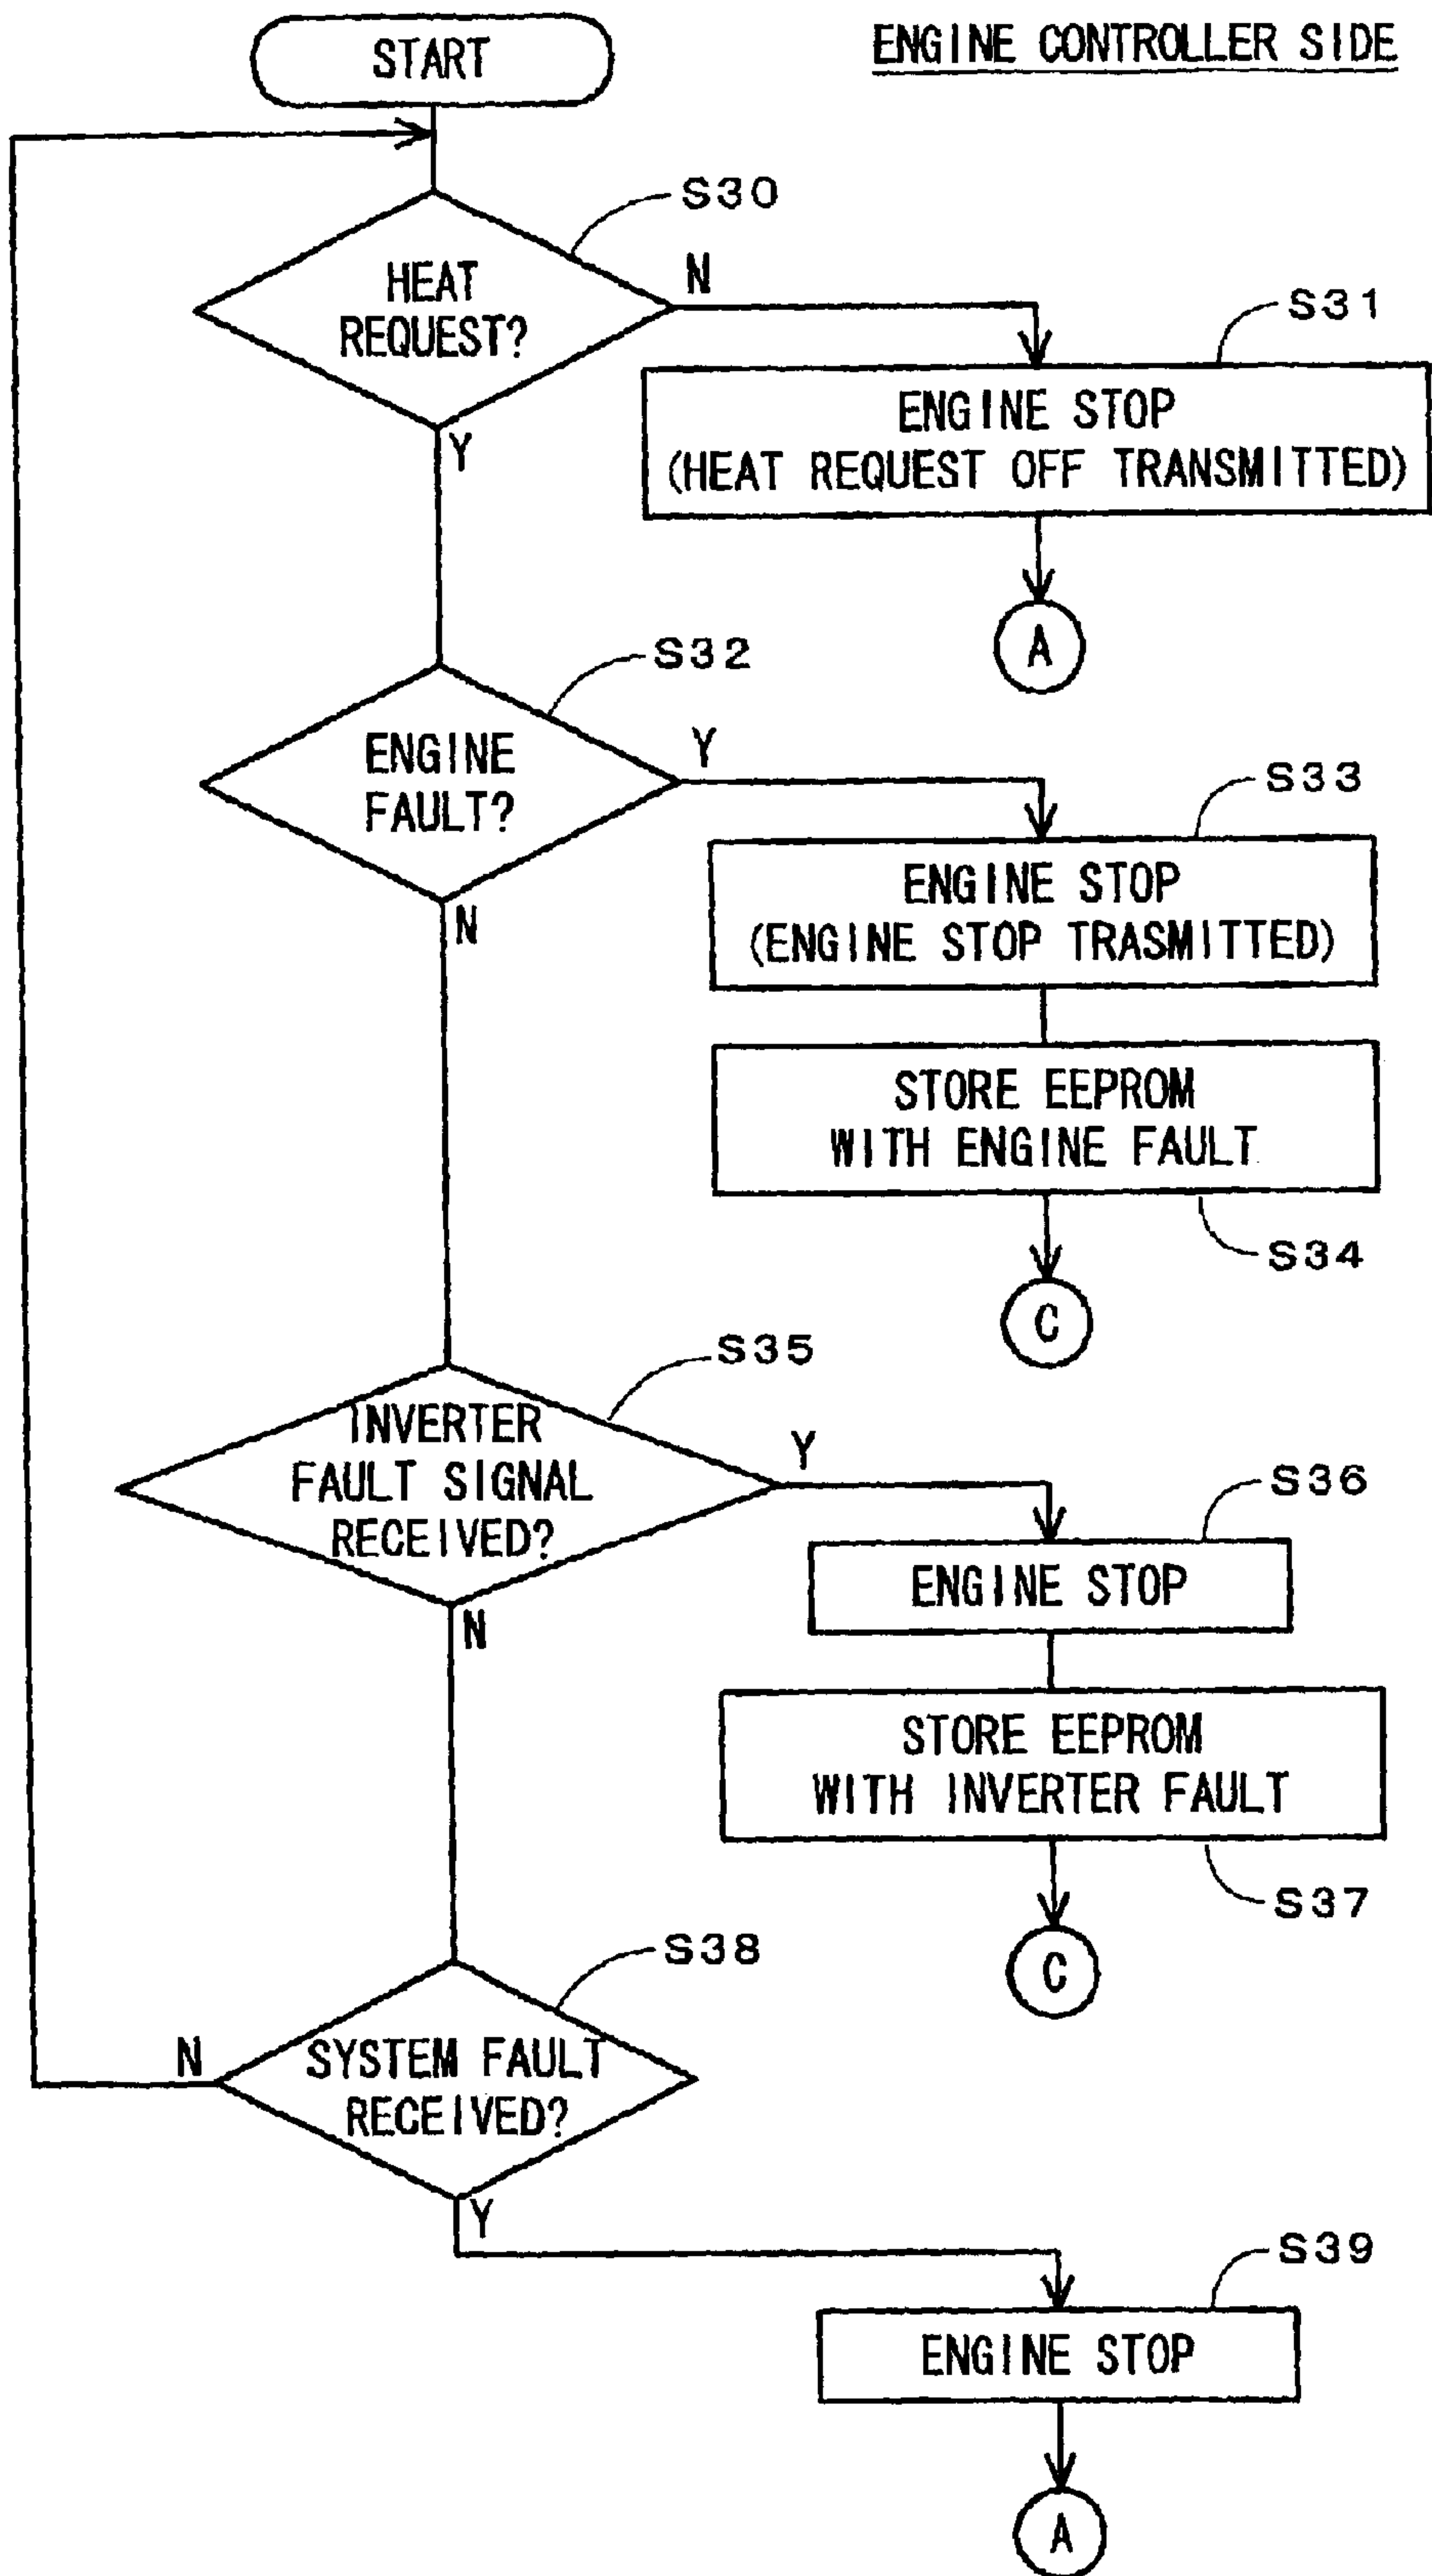 START
ENGINE CONTROLLER SIDE
S30
HEAT
REQUEST?
N
Y
S31
ENGINE STOP
(HEAT REQUEST OFF TRANSMITTED)
A
S32
ENGINE
FAULT?
Y
N
S33
ENGINE STOP
(ENGINE STOP TRASMITTED)
STORE EEPROM
WITH ENGINE FAULT
S34
C
S35
INVERTER
FAULT SIGNAL
RECEIVED?
Y
N
S36
ENGINE STOP
STORE EEPROM
WITH INVERTER FAULT
S37
C
S38
SYSTEM FAULT
RECEIVED?
N
Y
S39
ENGINE STOP
A